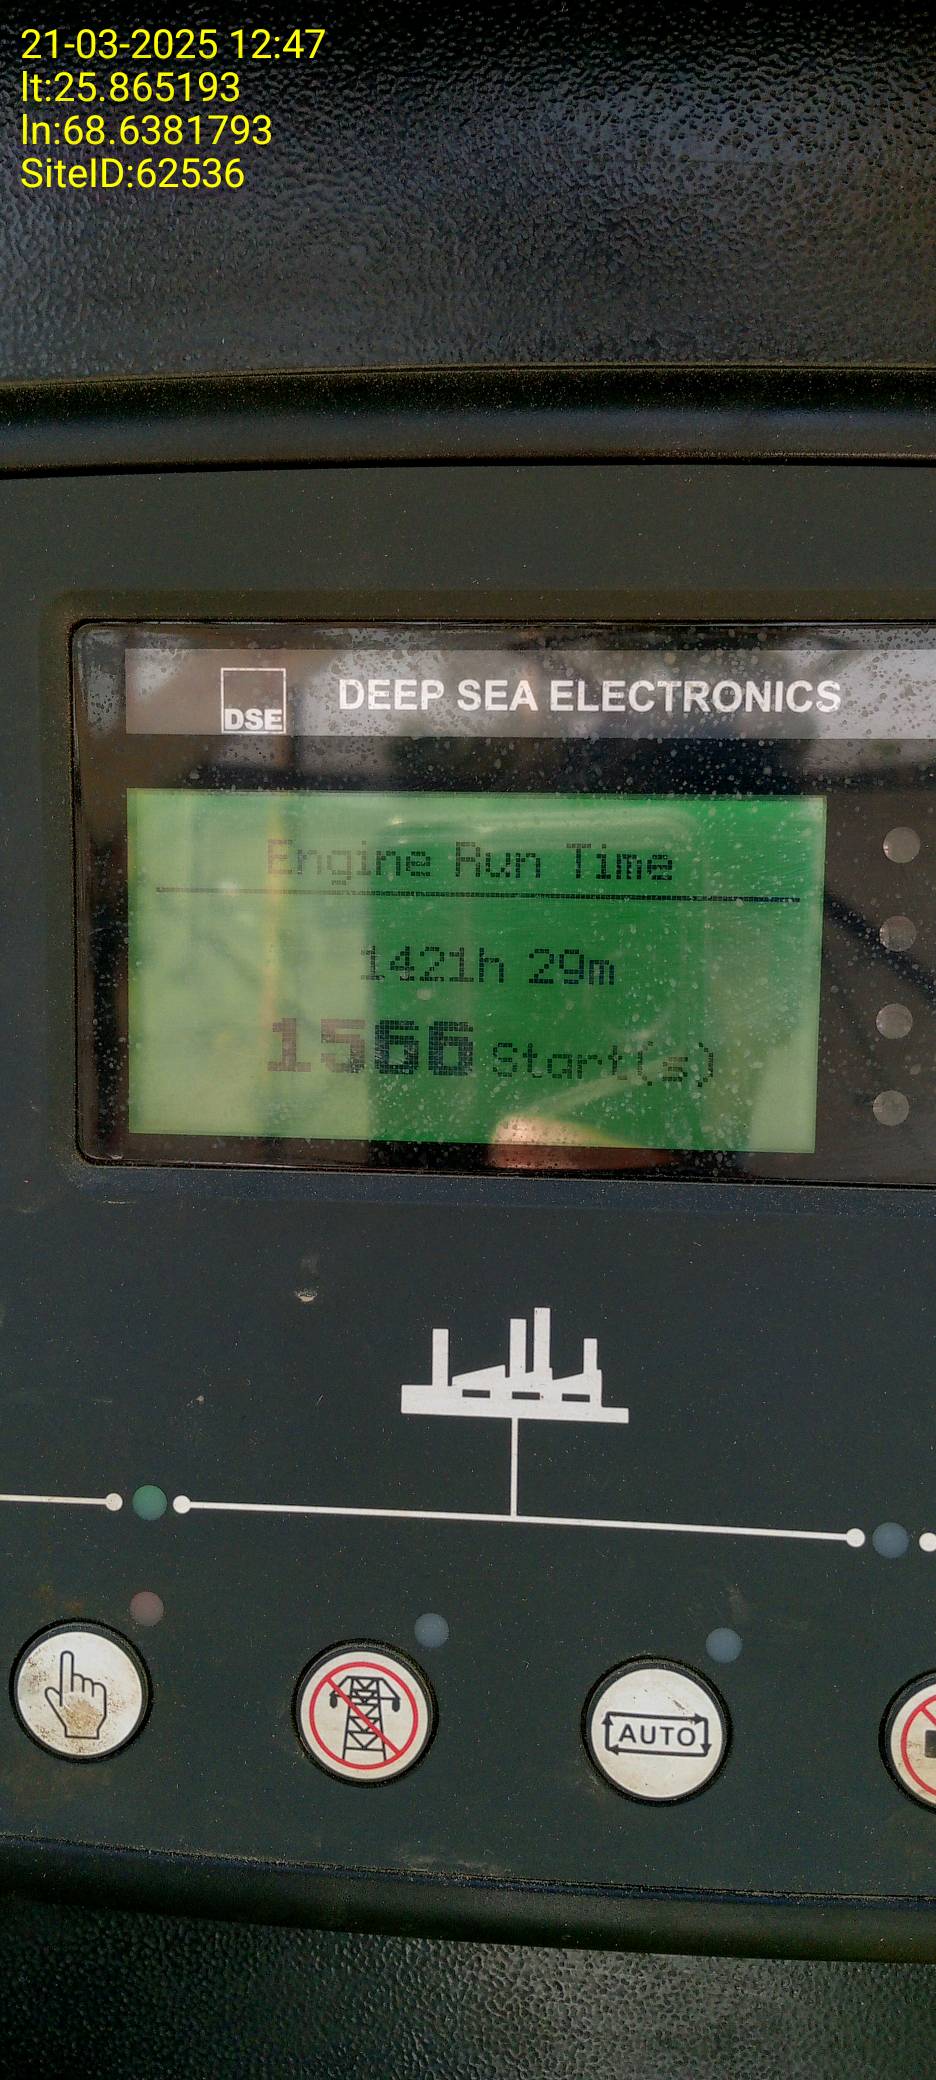 21-03-2025 12:47
lt:25.865193
ln:68.6381793
SiteID:62536
DSE DEEP SEA ELECTRONICS
Engine Run Time
1421h 29m
1566 Start(s)
AUTO